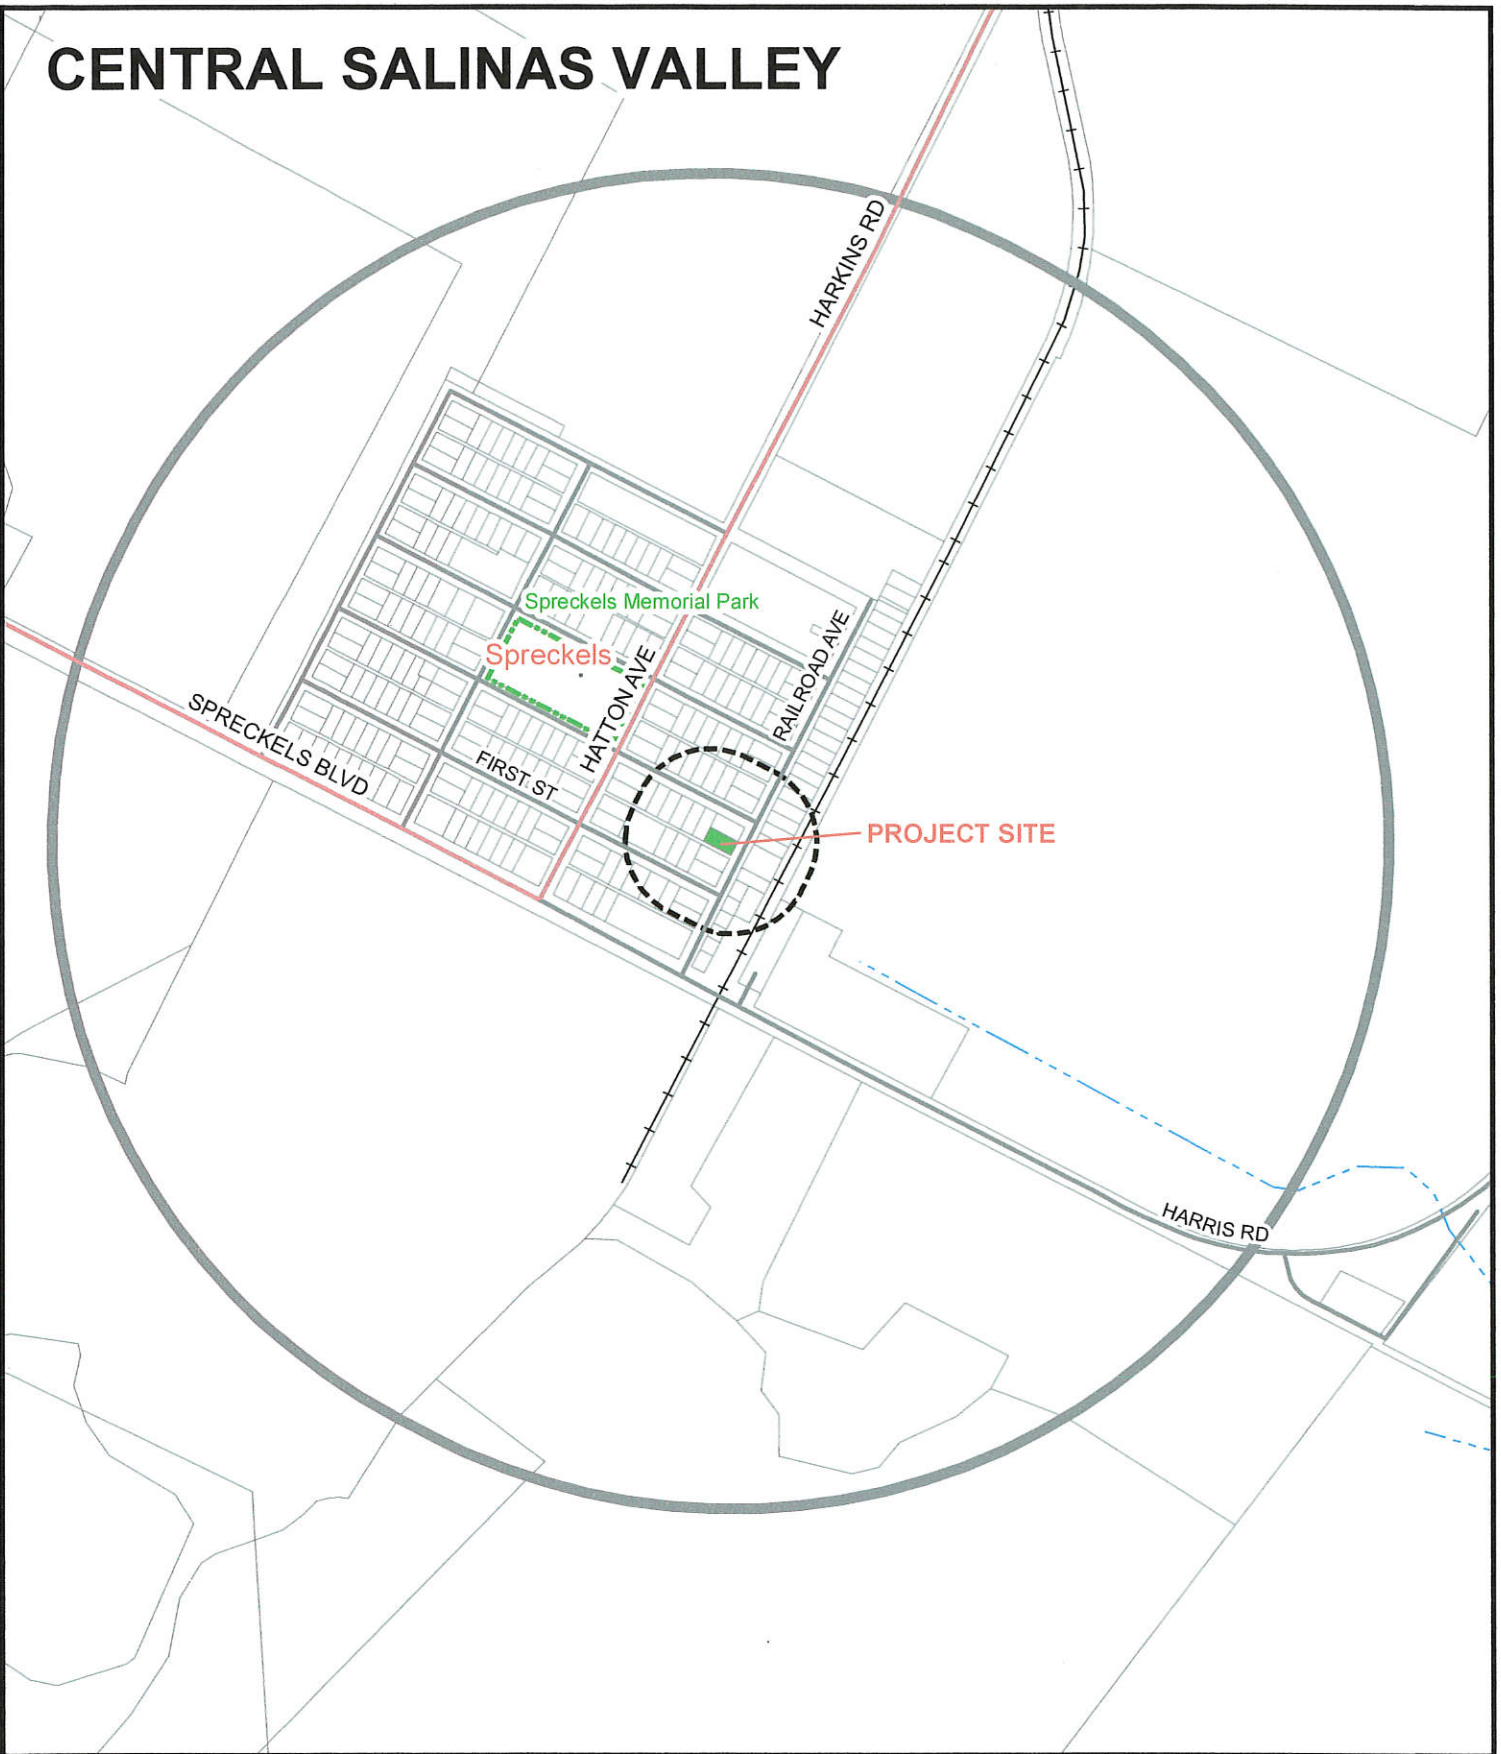 CENTRAL SALINAS VALLEY
HARKINS RD
Spreckels Memorial Park
Spreckels
HATTON AVE
RAILROAD AVE
SPRECKELS BLVD
FIRST ST
PROJECT SITE
HARRIS RD